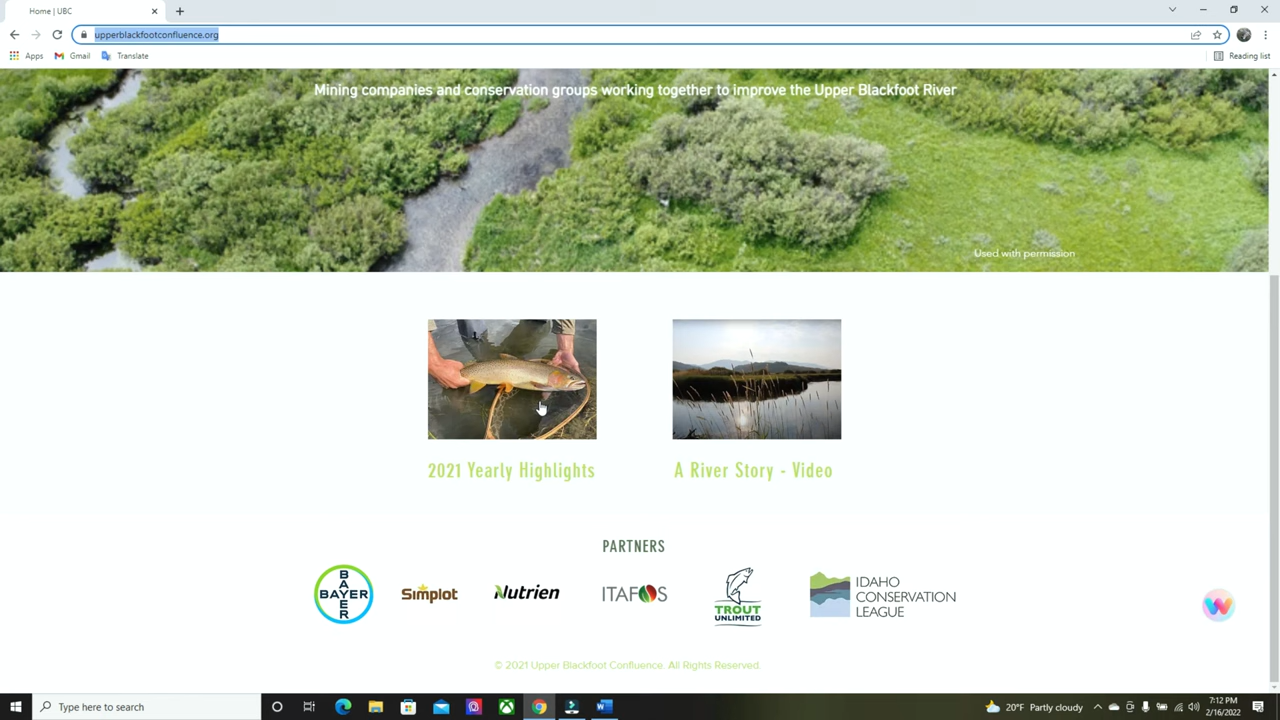 Home | UBC
upperblackfootconfluence.org
Apps
Gmail
Translate
Reading list
Mining companies and conservation groups working together to improve the Upper Blackfoot River
Used with permission
2021 Yearly Highlights
A River Story - Video
PARTNERS
BAYER
BAYER
Simplot
Nutrien
ITAFOS
TROUT
UNLIMITED
IDAHO
CONSERVATION
LEAGUE
© 2021 Upper Blackfoot Confluence. All Rights Reserved.
Type here to search
20°F Partly cloudy
7:12 PM
2/16/2022